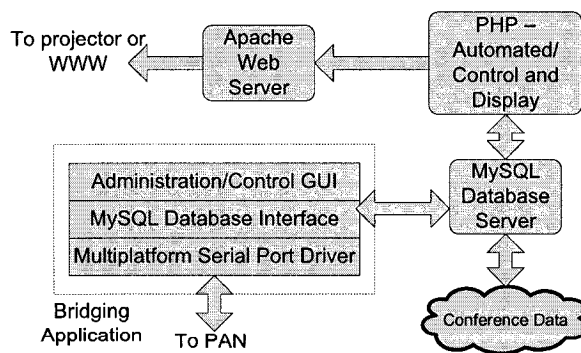 To projector or
WWW
Apache
Web
Server
PHP –
Automated/
Control and
Display
Administration/Control GUI
MySQL Database Interface
Multiplatform Serial Port Driver
MySQL
Database
Server
Bridging
Application
To PAN
Conference Data